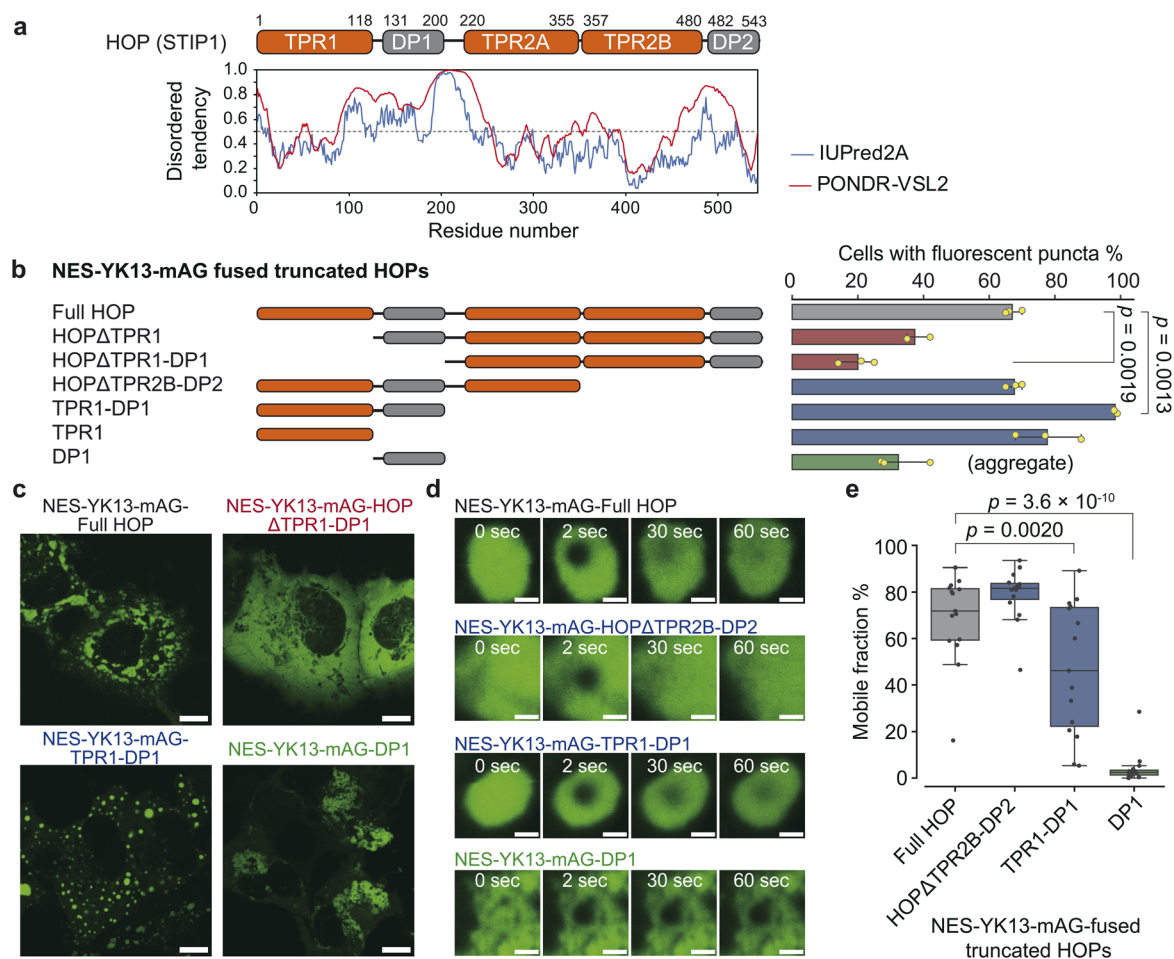 a
1 118 131 200 220 355 357 480 482 543
HOP (STIP1) TPR1 DP1 TPR2A TPR2B DP2
Disordered
tendency
1.0
0.8
0.6
0.4
0.2
0.0
0 100 200 300 400 500
Residue number
IUPred2A
PONDR-VSL2
b NES-YK13-mAG fused truncated HOPs
Cells with fluorescent puncta %
0 20 40 60 80 100
Full HOP
HOPΔTPR1
HOPΔTPR1-DP1
HOPΔTPR2B-DP2
TPR1-DP1
TPR1
DP1
(aggregate)
p = 0.0019
p = 0.0013
c
NES-YK13-mAG-
Full HOP
NES-YK13-mAG-HOP
ΔTPR1-DP1
NES-YK13-mAG-
TPR1-DP1
NES-YK13-mAG-DP1
d
NES-YK13-mAG-Full HOP
0 sec 2 sec 30 sec 60 sec
NES-YK13-mAG-HOPΔTPR2B-DP2
0 sec 2 sec 30 sec 60 sec
NES-YK13-mAG-TPR1-DP1
0 sec 2 sec 30 sec 60 sec
NES-YK13-mAG-DP1
0 sec 2 sec 30 sec 60 sec
e
p = 3.6 × 10⁻¹⁰
p = 0.0020
Mobile fraction %
100
80
60
40
20
0
Full HOP
HOPΔTPR2B-DP2
TPR1-DP1
DP1
NES-YK13-mAG-fused
truncated HOPs